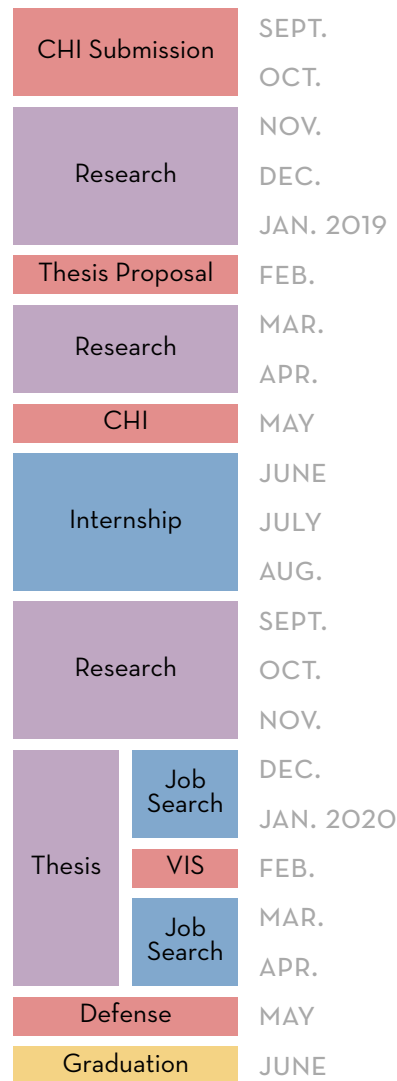 CHI Submission
SEPT.
OCT.
Research
NOV.
DEC.
JAN. 2019
Thesis Proposal
FEB.
Research
MAR.
APR.
CHI
MAY
Internship
JUNE
JULY
AUG.
Research
SEPT.
OCT.
NOV.
Thesis
Job
Search
DEC.
JAN. 2020
VIS
FEB.
Job
Search
MAR.
APR.
Defense
MAY
Graduation
JUNE